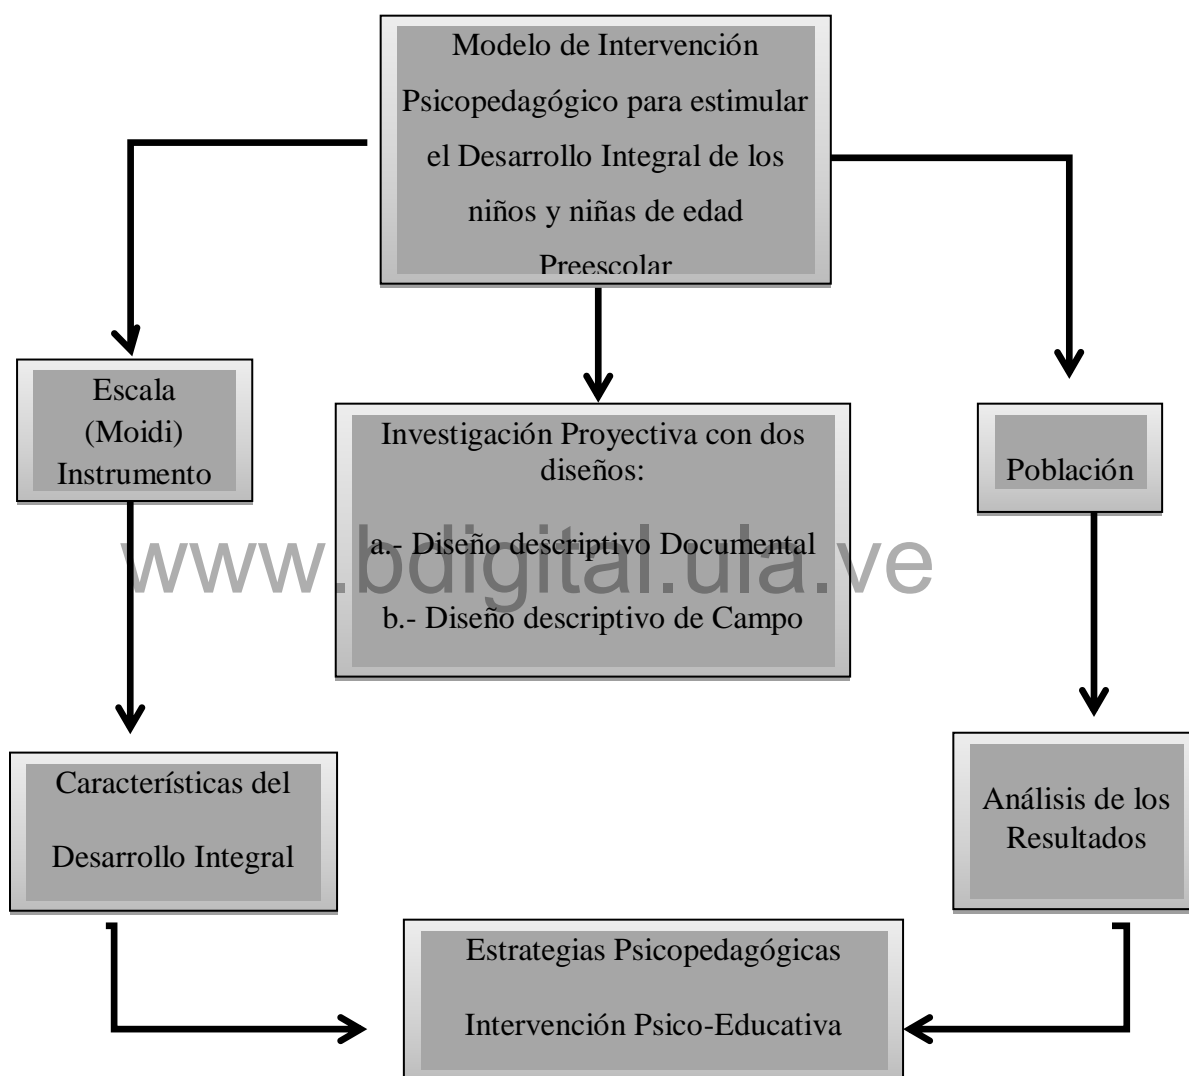 Modelo de Intervención
Psicopedagógico para estimular
el Desarrollo Integral de los
niños y niñas de edad
Preescolar
Escala
(Moidi)
Instrumento
Investigación Proyectiva con dos
diseños:
a.- Diseño descriptivo Documental
b.- Diseño descriptivo de Campo
Población
www.bdigital.ula.ve
Característícas del
Desarrollo Integral
Análisis de los
Resultados
Estrategias Psicopedagógicas
Intervención Psico-Educativa